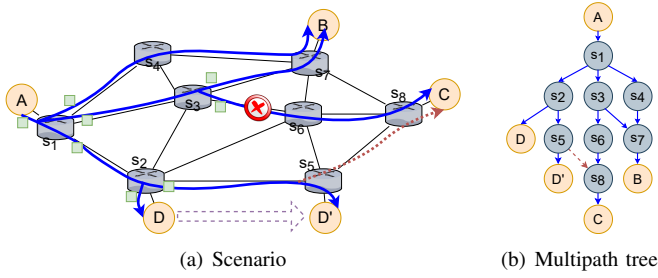 B
s4
s7
A
s3
s8
C
s1
s6
s2
s5
D
D'
(a) Scenario
A
s1
s2
s3
s4
D
s5
s6
s7
D'
s8
B
C
(b) Multipath tree